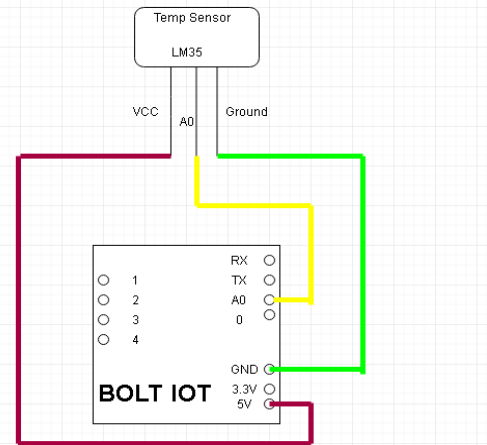 Temp Sensor
LM35
VCC
A0
Ground
RX
TX
A0
0
1
2
3
4
GND
3.3V
5V
BOLT IOT